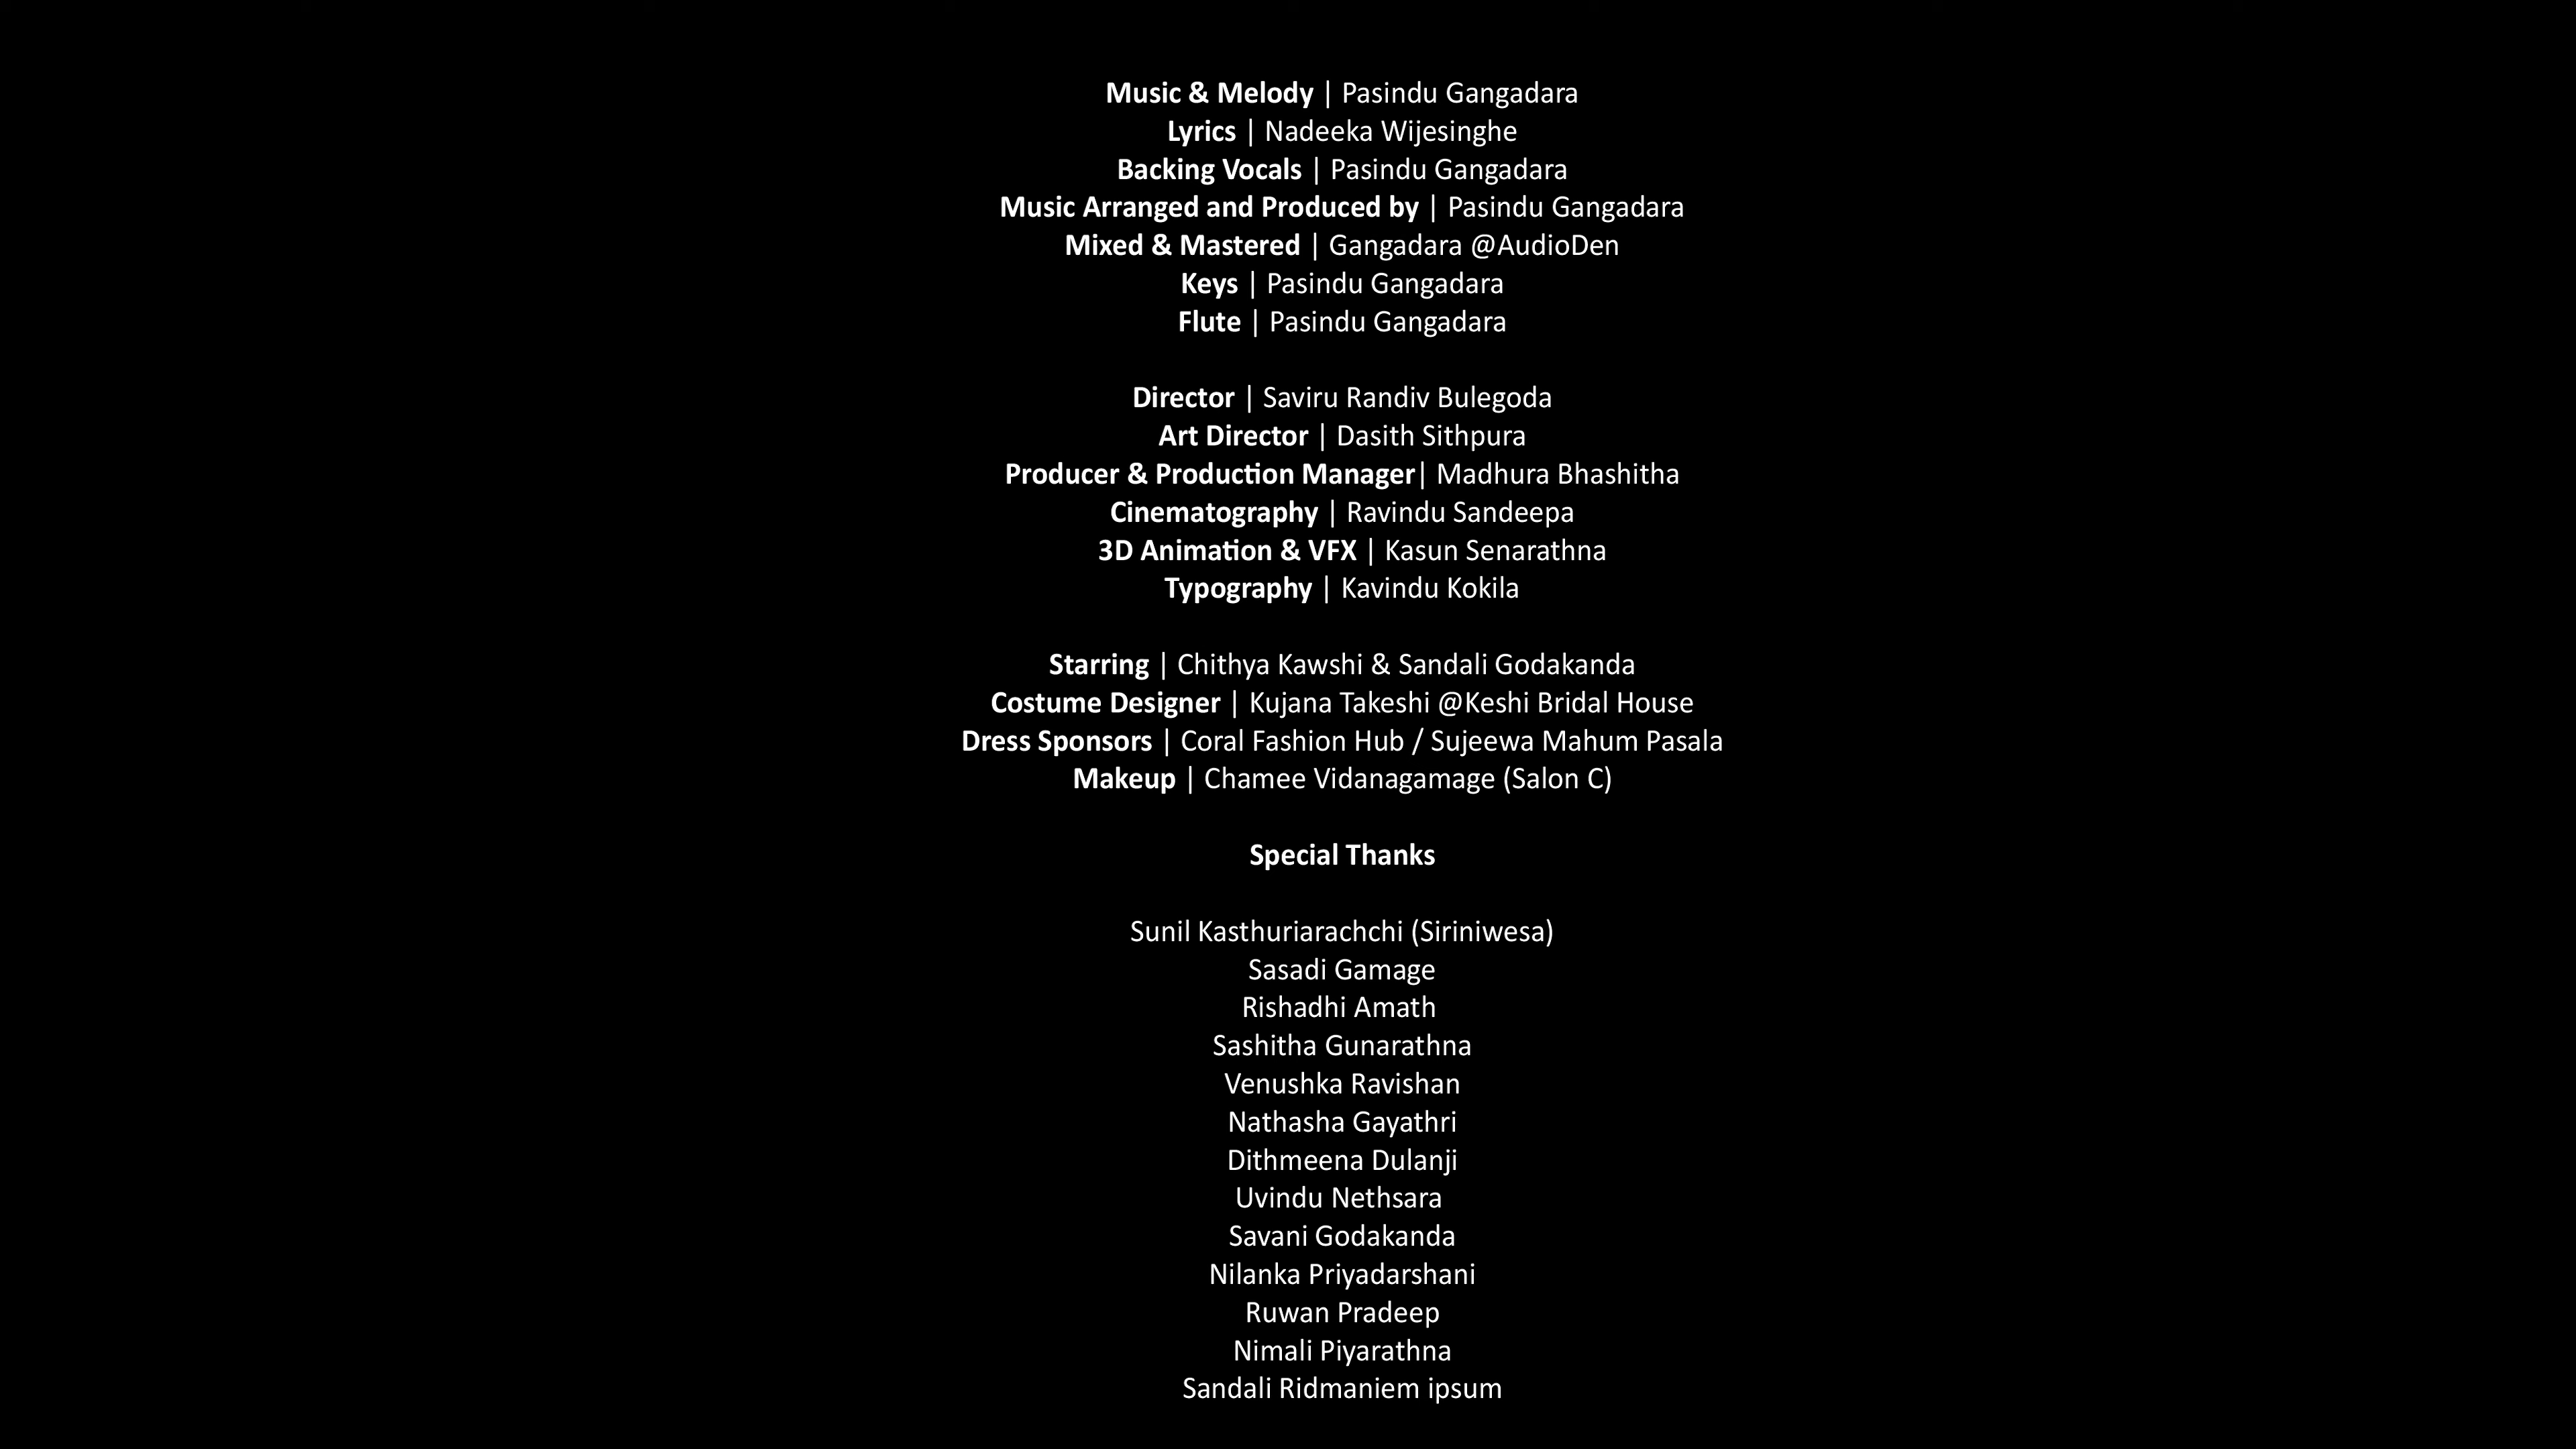 Music & Melody | Pasindu Gangadara
Lyrics | Nadeeka Wijesinghe
Backing Vocals | Pasindu Gangadara
Music Arranged and Produced by | Pasindu Gangadara
Mixed & Mastered | Gangadara @AudioDen
Keys | Pasindu Gangadara
Flute | Pasindu Gangadara
Director | Saviru Randiv Bulegoda
Art Director | Dasith Sithpura
Producer & Production Manager| Madhura Bhashitha
Cinematography | Ravindu Sandeepa
3D Animation & VFX | Kasun Senarathna
Typography | Kavindu Kokila
Starring | Chithya Kawshi & Sandali Godakanda
Costume Designer | Kujana Takeshi @Keshi Bridal House
Dress Sponsors | Coral Fashion Hub / Sujeewa Mahum Pasala
Makeup | Chamee Vidanagamage (Salon C)
Special Thanks
Sunil Kasthuriarachchi (Siriniwesa)
Sasadi Gamage
Rishadhi Amath
Sashitha Gunarathna
Venushka Ravishan
Nathasha Gayathri
Dithmeena Dulanji
Uvindu Nethsara
Savani Godakanda
Nilanka Priyadarshani
Ruwan Pradeep
Nimali Piyarathna
Sandali Ridmaniem ipsum